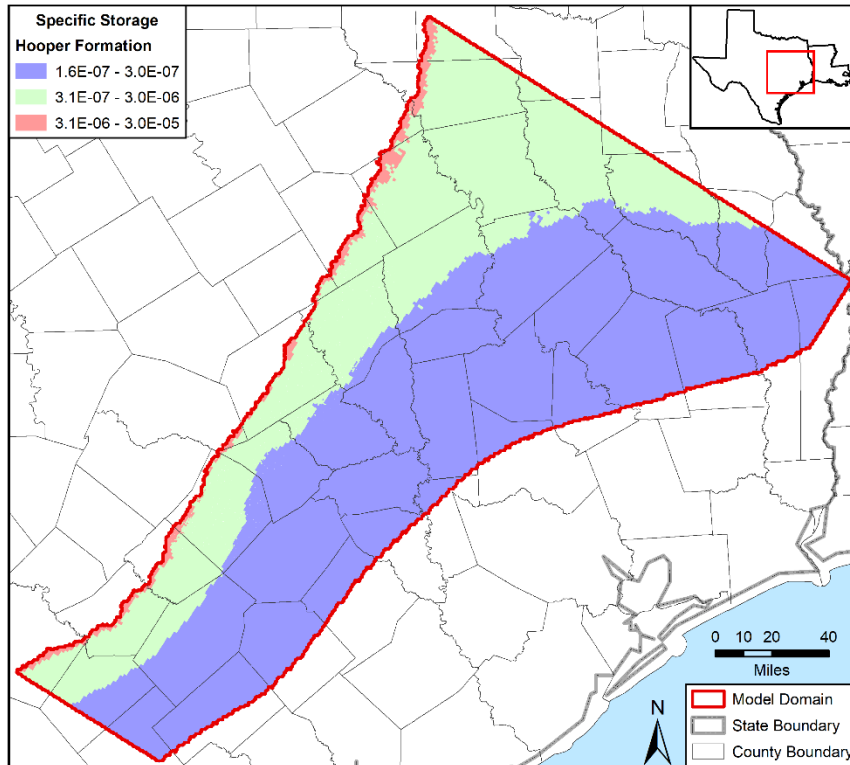 Specific Storage
Hooper Formation
1.6E-07 - 3.0E-07
3.1E-07 - 3.0E-06
3.1E-06 - 3.0E-05
0 10 20 40
Miles
N
Model Domain
State Boundary
County Boundary